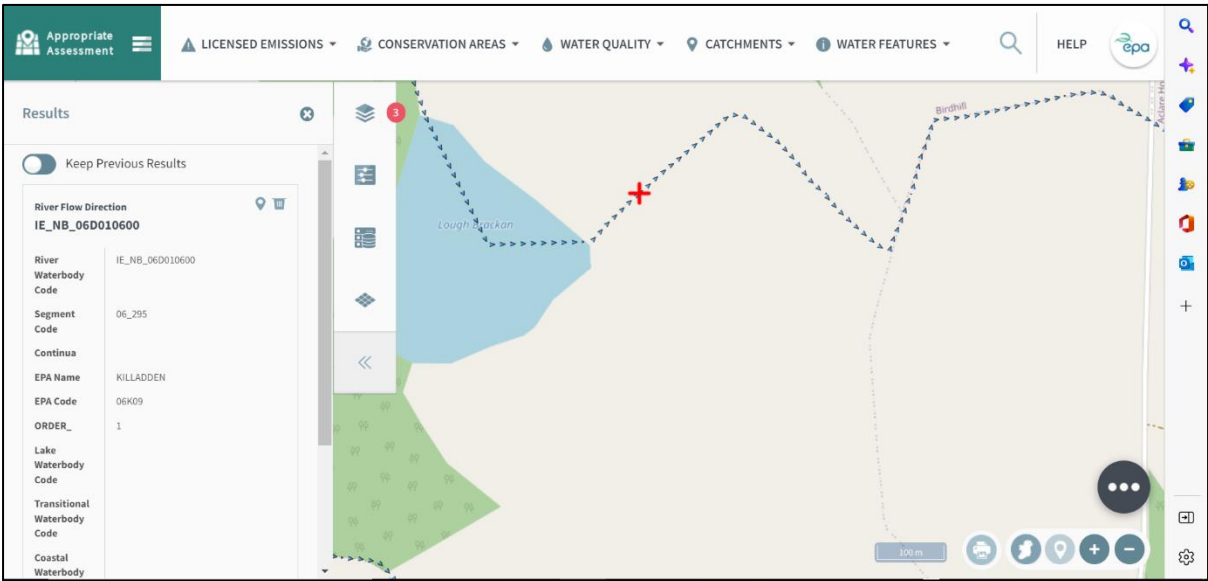 Appropriate
Assessment
LICENSED EMISSIONS
CONSERVATION AREAS
WATER QUALITY
CATCHMENTS
WATER FEATURES
HELP
epa
Results
3
Keep Previous Results
River Flow Direction
IE_NB_06D010600
River
Waterbody
Code
IE_NB_06D010600
Segment
Code
06_295
Continua
EPA Name
KILLADDEN
EPA Code
06K09
ORDER_
1
Lake
Waterbody
Code
Transitional
Waterbody
Code
Coastal
Waterbody
Lough Brackan
Birdhill
100 m